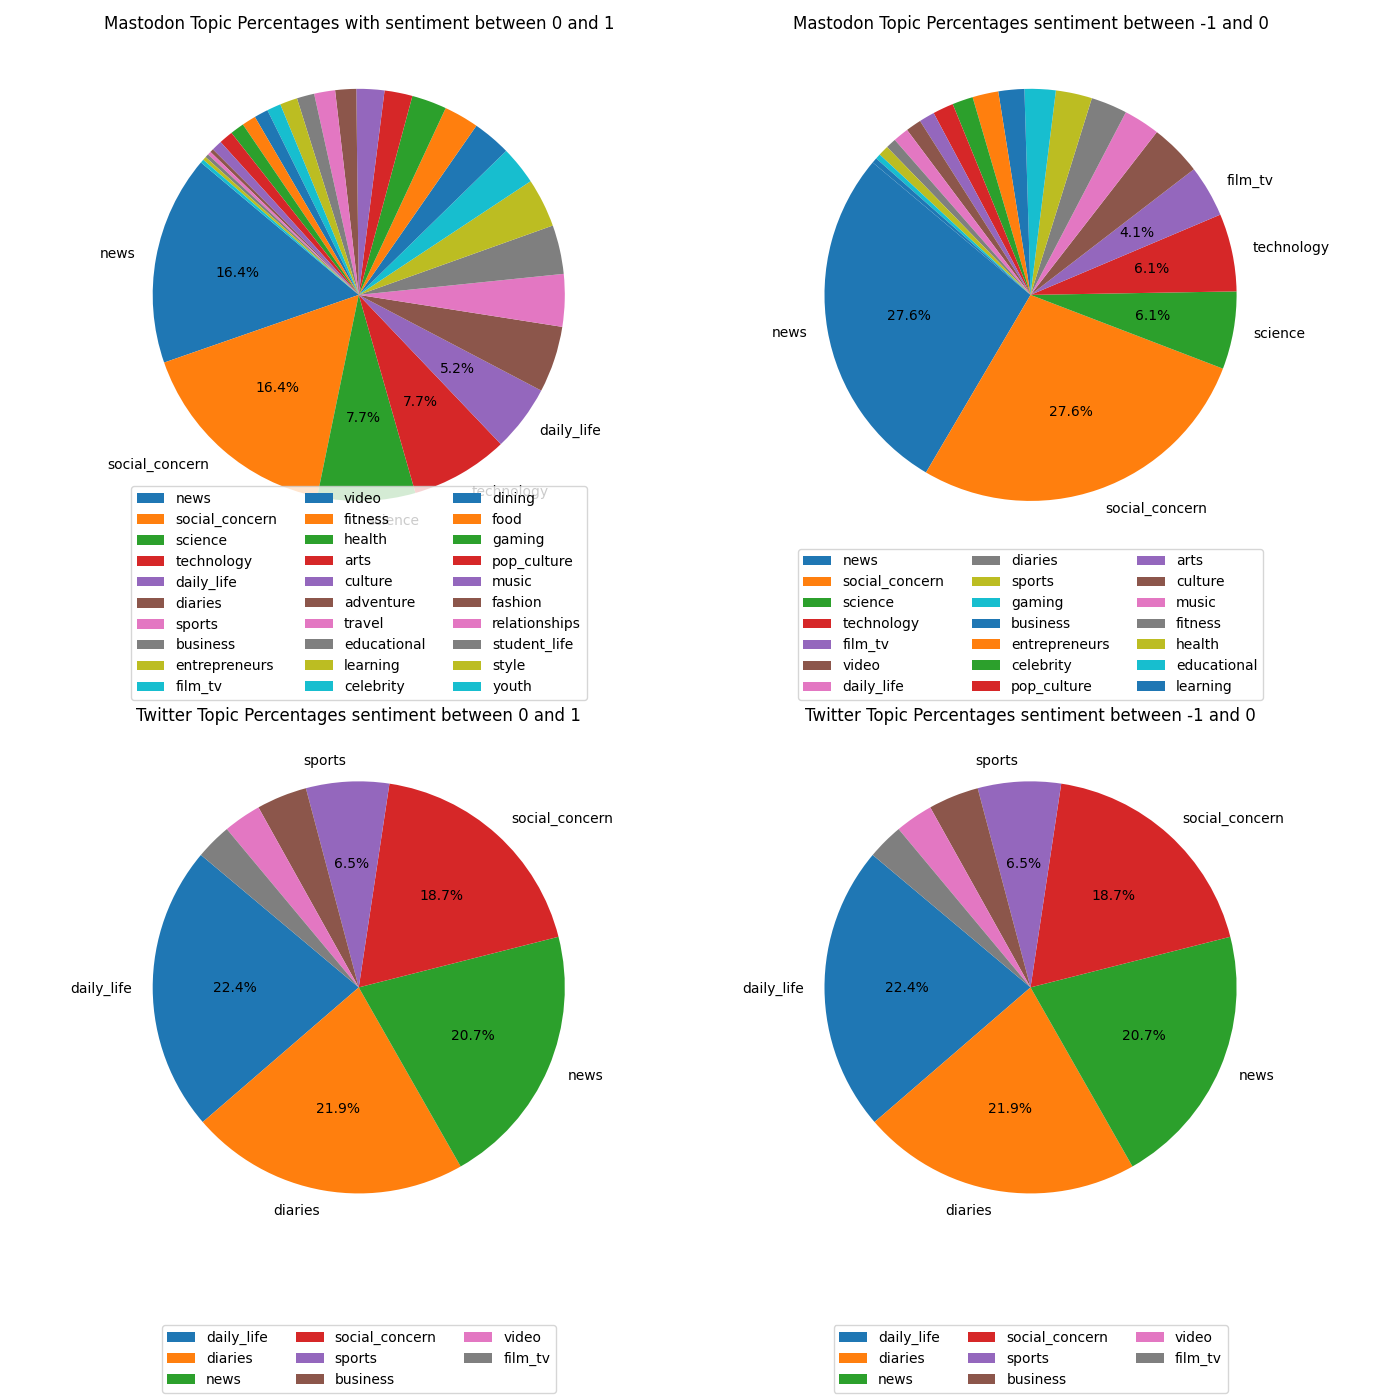 Mastodon Topic Percentages with sentiment between 0 and 1
news
16.4%
social_concern
16.4%
science
7.7%
technology
7.7%
daily_life
5.2%
news
social_concern
science
technology
daily_life
diaries
sports
business
entrepreneurs
film_tv
video
fitness
health
arts
culture
adventure
travel
educational
learning
celebrity
dining
food
gaming
pop_culture
music
fashion
relationships
student_life
style
youth
Mastodon Topic Percentages sentiment between -1 and 0
news
27.6%
social_concern
27.6%
science
6.1%
technology
6.1%
film_tv
4.1%
news
social_concern
science
technology
film_tv
video
daily_life
diaries
sports
gaming
business
entrepreneurs
celebrity
pop_culture
arts
culture
music
fitness
health
educational
learning
Twitter Topic Percentages sentiment between 0 and 1
daily_life
22.4%
diaries
21.9%
news
20.7%
social_concern
18.7%
sports
6.5%
daily_life
diaries
news
social_concern
sports
business
video
film_tv
Twitter Topic Percentages sentiment between -1 and 0
daily_life
22.4%
diaries
21.9%
news
20.7%
social_concern
18.7%
sports
6.5%
daily_life
diaries
news
social_concern
sports
business
video
film_tv